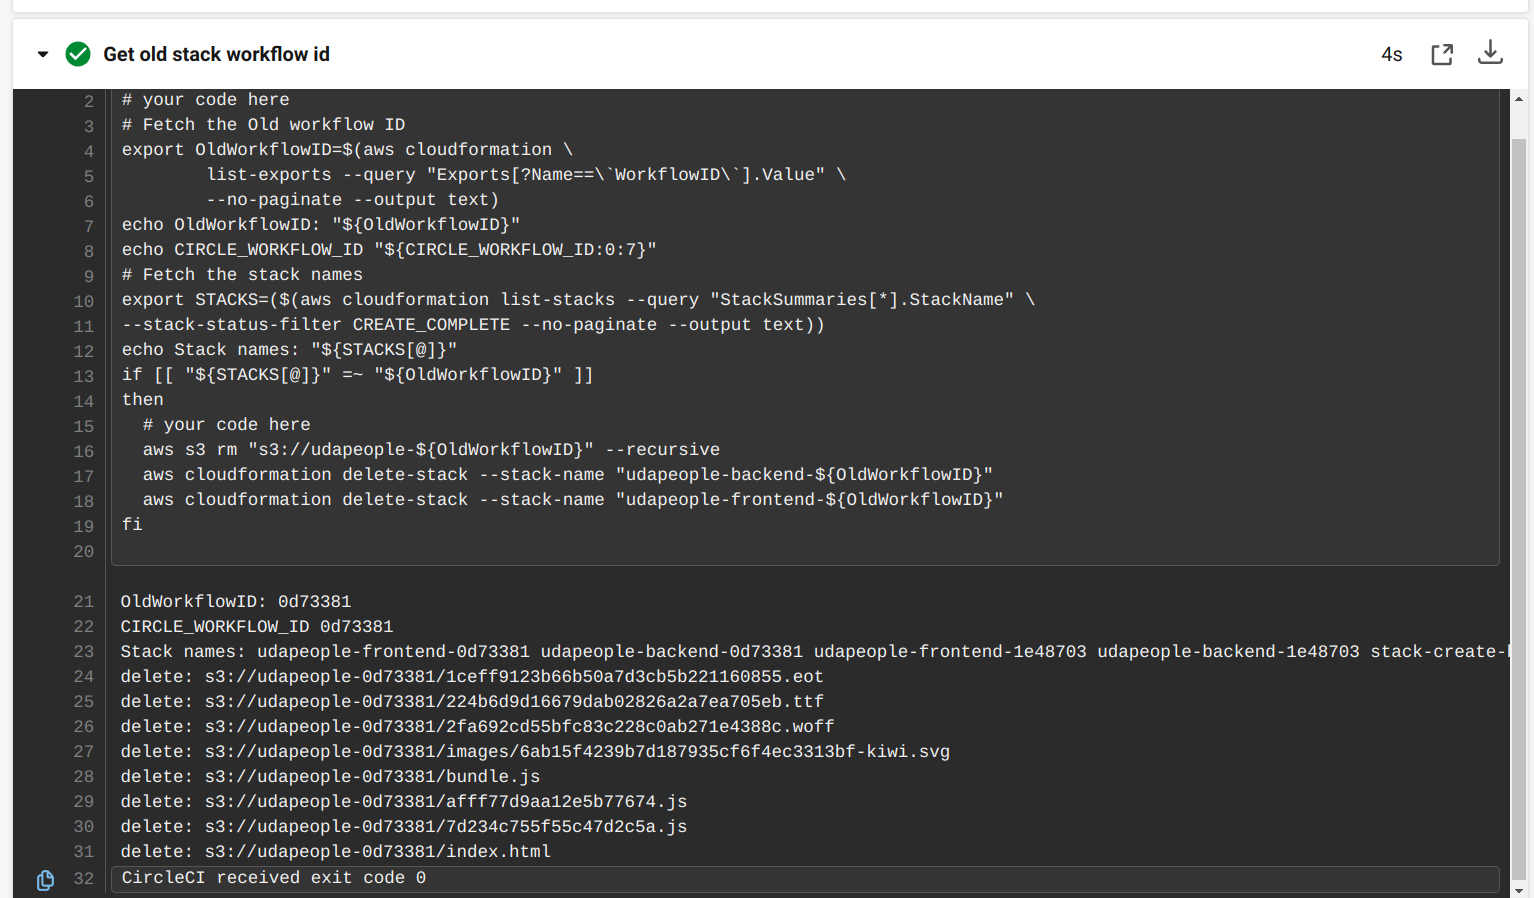 Get old stack workflow id 4s
2 # your code here
3 # Fetch the Old workflow ID
4 export OldWorkflowID=$(aws cloudformation \
5 list-exports --query "Exports[?Name==\`WorkflowID\`].Value" \
6 --no-paginate --output text)
7 echo OldWorkflowID: "${OldWorkflowID}"
8 echo CIRCLE_WORKFLOW_ID "${CIRCLE_WORKFLOW_ID:0:7}"
9 # Fetch the stack names
10 export STACKS=($(aws cloudformation list-stacks --query "StackSummaries[*].StackName" \
11 --stack-status-filter CREATE_COMPLETE --no-paginate --output text))
12 echo Stack names: "${STACKS[@]}"
13 if [[ "${STACKS[@]}" =~ "${OldWorkflowID}" ]]
14 then
15 # your code here
16 aws s3 rm "s3://udapeople-${OldWorkflowID}" --recursive
17 aws cloudformation delete-stack --stack-name "udapeople-backend-${OldWorkflowID}"
18 aws cloudformation delete-stack --stack-name "udapeople-frontend-${OldWorkflowID}"
19 fi
20
21 OldWorkflowID: 0d73381
22 CIRCLE_WORKFLOW_ID 0d73381
23 Stack names: udapeople-frontend-0d73381 udapeople-backend-0d73381 udapeople-frontend-1e48703 udapeople-backend-1e48703 stack-create-
24 delete: s3://udapeople-0d73381/1ceff9123b66b50a7d3cb5b221160855.eot
25 delete: s3://udapeople-0d73381/224b6d9d16679dab02826a2a7ea705eb.ttf
26 delete: s3://udapeople-0d73381/2fa692cd55bfc83c228c0ab271e4388c.woff
27 delete: s3://udapeople-0d73381/images/6ab15f4239b7d187935cf6f4ec3313bf-kiwi.svg
28 delete: s3://udapeople-0d73381/bundle.js
29 delete: s3://udapeople-0d73381/afff77d9aa12e5b77674.js
30 delete: s3://udapeople-0d73381/7d234c755f55c47d2c5a.js
31 delete: s3://udapeople-0d73381/index.html
32 CircleCI received exit code 0